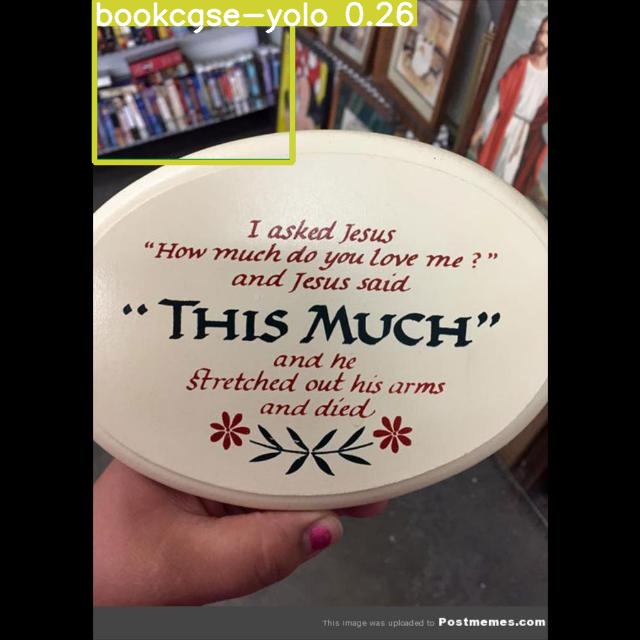 bookcgse-yolo 0.26
I asked Jesus
"How much do you love me?"
and Jesus said
"THIS MUCH"
and he
stretched out his arms
and died
This image was uploaded to Postmemes.com